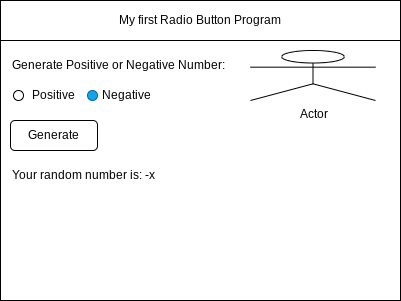 My first Radio Button Program
Generate Positive or Negative Number:
Positive Negative
Actor
Generate
Your random number is: -x